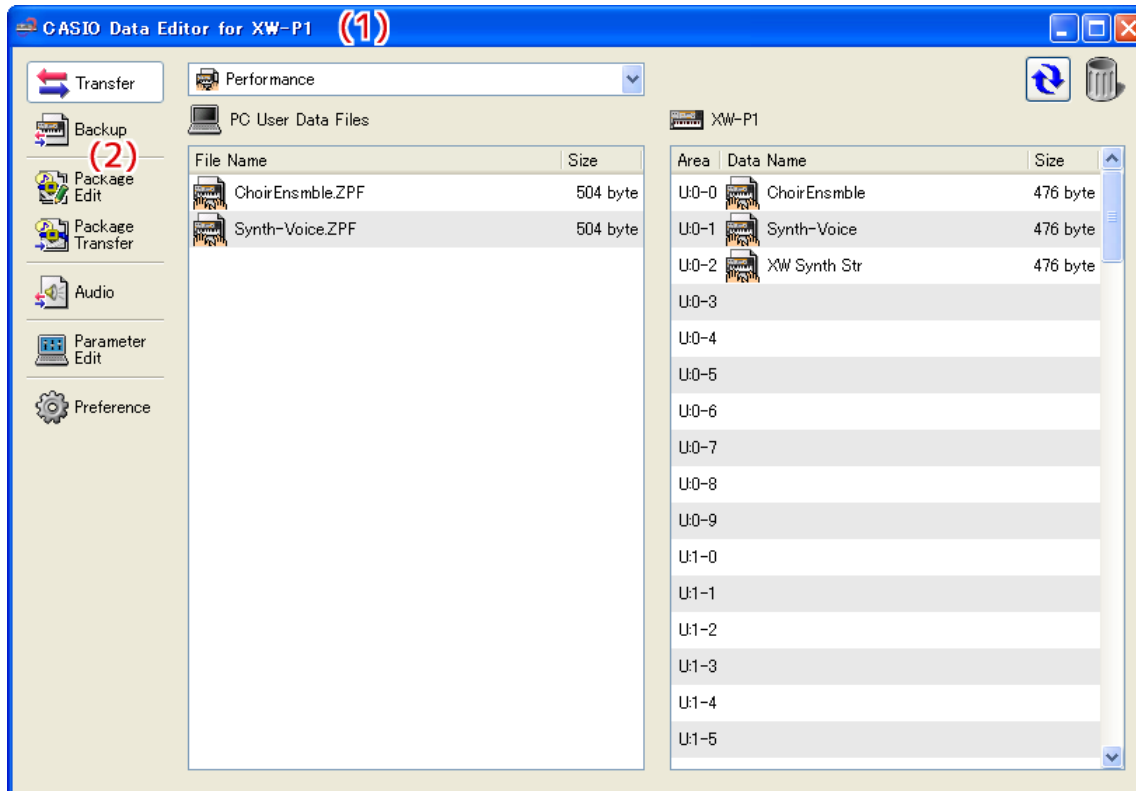 CASIO Data Editor for XW-P1 (1)
Transfer
Performance
Backup
PC User Data Files
XW-P1
(2)
Package
Edit
Package
Transfer
Audio
Parameter
Edit
Preference
File Name Size
ChoirEnsmble.ZPF 504 byte
Synth-Voice.ZPF 504 byte
Area Data Name Size
U:0-0 ChoirEnsmble 476 byte
U:0-1 Synth-Voice 476 byte
U:0-2 XW Synth Str 476 byte
U:0-3
U:0-4
U:0-5
U:0-6
U:0-7
U:0-8
U:0-9
U:1-0
U:1-1
U:1-2
U:1-3
U:1-4
U:1-5